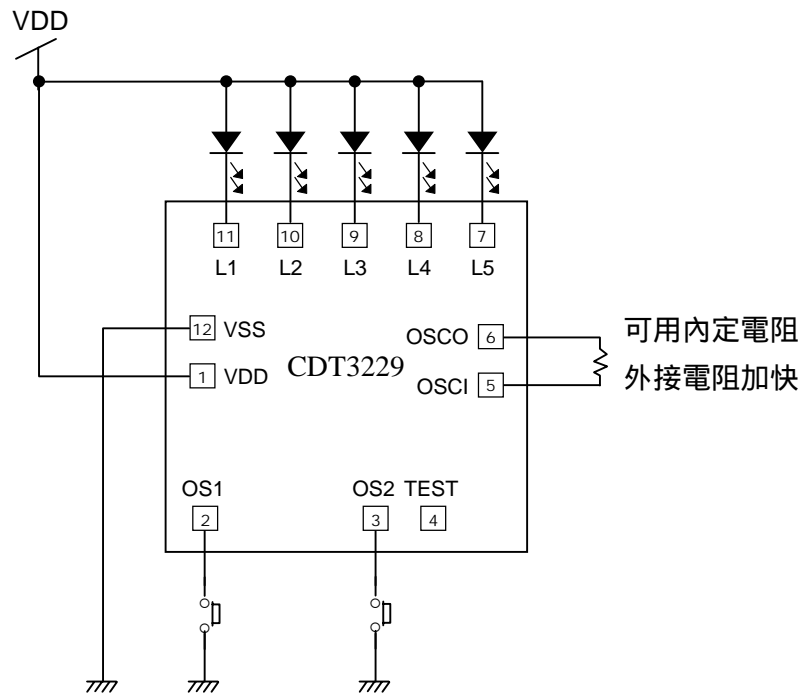 VDD
11 10 9 8 7
L1 L2 L3 L4 L5
12 VSS
OSCO 6
可用內定電阻
1 VDD
CDT3229
OSCI 5
外接電阻加快
OS1 OS2 TEST
2 3 4